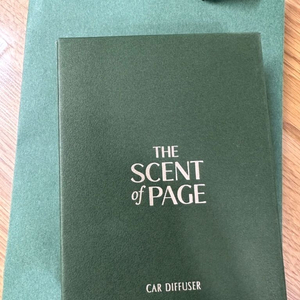 THE
SCENT
of PAGE
CAR DIFFUSER